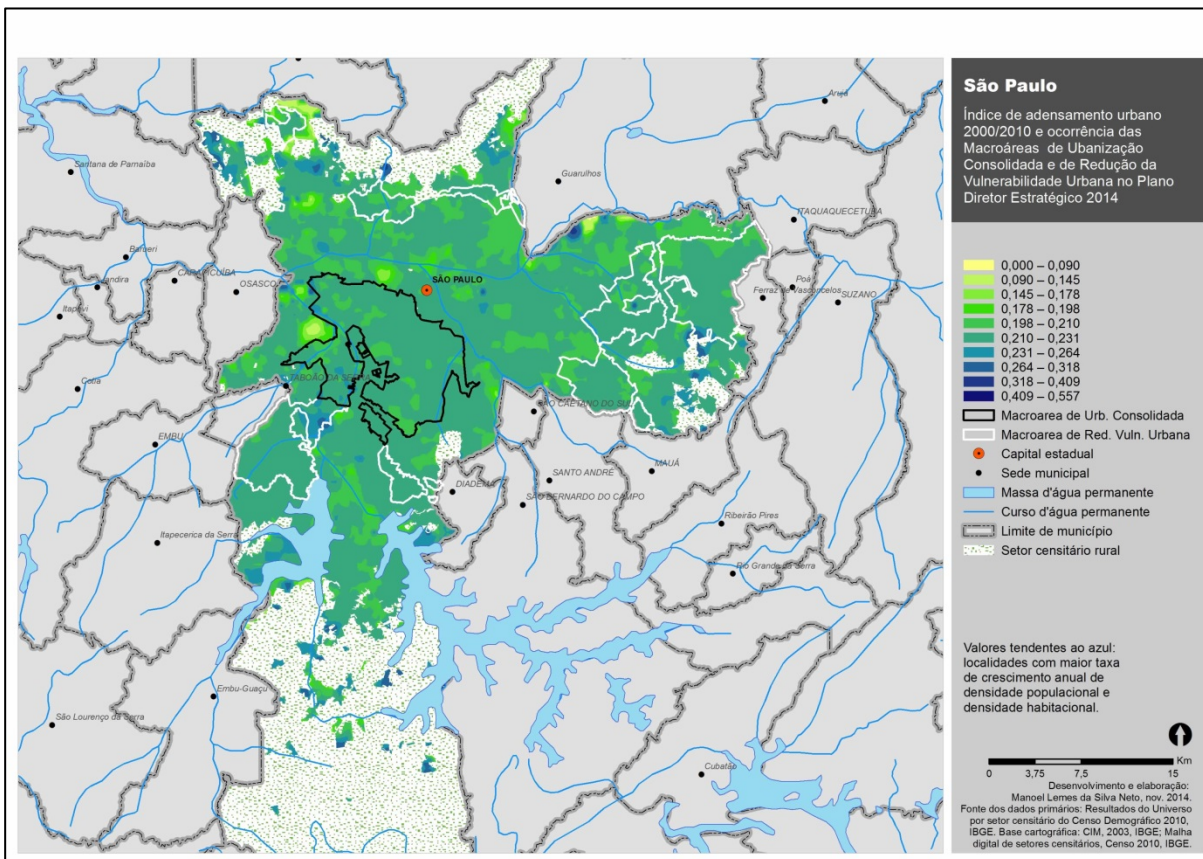 São Paulo
Índice de adensamento urbano
2000/2010 e ocorrência das
Macroáreas de Ubanização
Consolidada e de Redução da
Vulnerabilidade Urbana no Plano
Diretor Estratégico 2014
0,000 – 0,090
0,090 – 0,145
0,145 – 0,178
0,178 – 0,198
0,198 – 0,210
0,210 – 0,231
0,231 – 0,264
0,264 – 0,318
0,318 – 0,409
0,409 – 0,557
Macroarea de Urb. Consolidada
Macroarea de Red. Vuln. Urbana
Capital estadual
Sede municipal
Massa d'água permanente
Curso d'água permanente
Limite de município
Setor censitário rural
Valores tendentes ao azul:
localidades com maior taxa
de crescimento anual de
densidade populacional e
densidade habitacional.
Km
0 3,75 7,5 15
Desenvolvimento e elaboração:
Manoel Lemes da Silva Neto, nov. 2014.
Fonte dos dados primários: Resultados do Universo
por setor censitário do Censo Demográfico 2010,
IBGE. Base cartográfica: CIM, 2003, IBGE; Malha
digital de setores censitários, Censo 2010, IBGE.
Arujá
Santana de Parnaíba
Guarulhos
ITAQUAQUECETUBA
Barueri
Jandira
CARAPICUÍBA
OSASCO
SÃO PAULO
Poá
Ferraz de Vasconcelos
SUZANO
Itapevi
Cotia
TABOÃO DA SERRA
SÃO CAETANO DO SUL
EMBU
DIADEMA
SANTO ANDRÉ
MAUÁ
SÃO BERNARDO DO CAMPO
Ribeirão Pires
Itapecerica da Serra
Rio Grande da Serra
Embu-Guaçu
São Lourenço da Serra
Cubatão